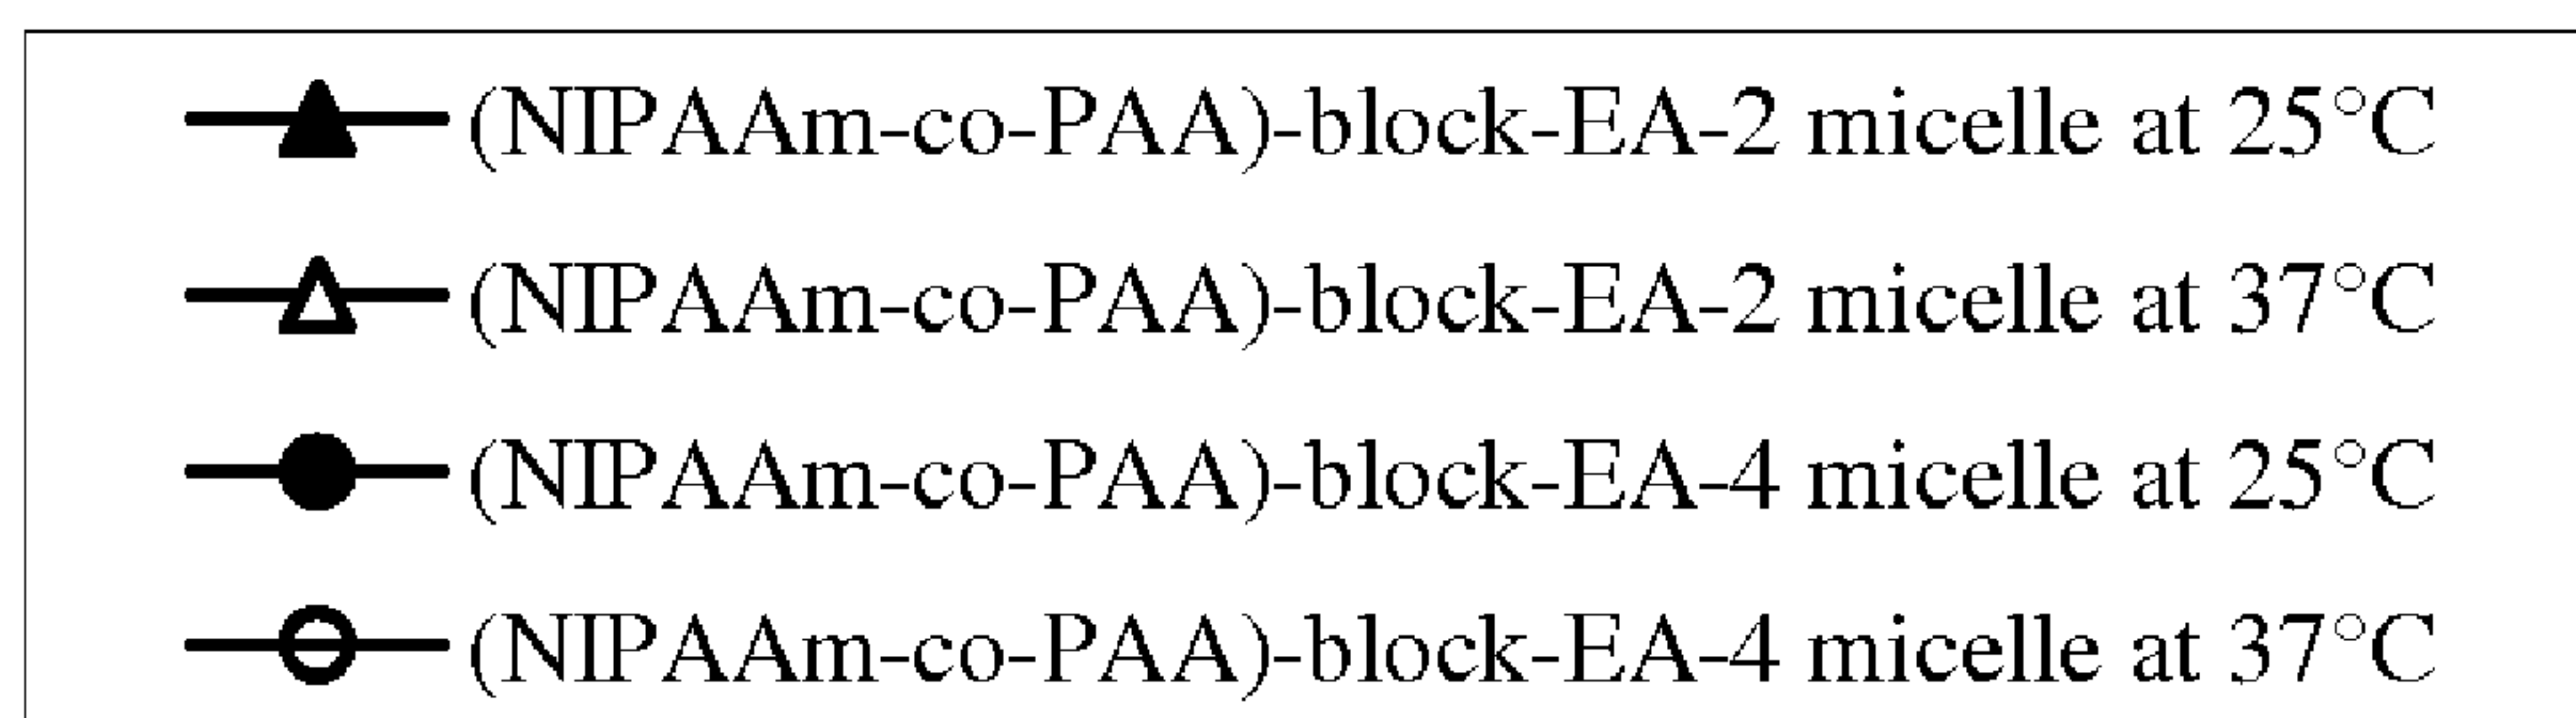 (NIPAAm-co-PAA)-block-EA-2 micelle at 25°C
(NIPAAm-co-PAA)-block-EA-2 micelle at 37°C
(NIPAAm-co-PAA)-block-EA-4 micelle at 25°C
(NIPAAm-co-PAA)-block-EA-4 micelle at 37°C